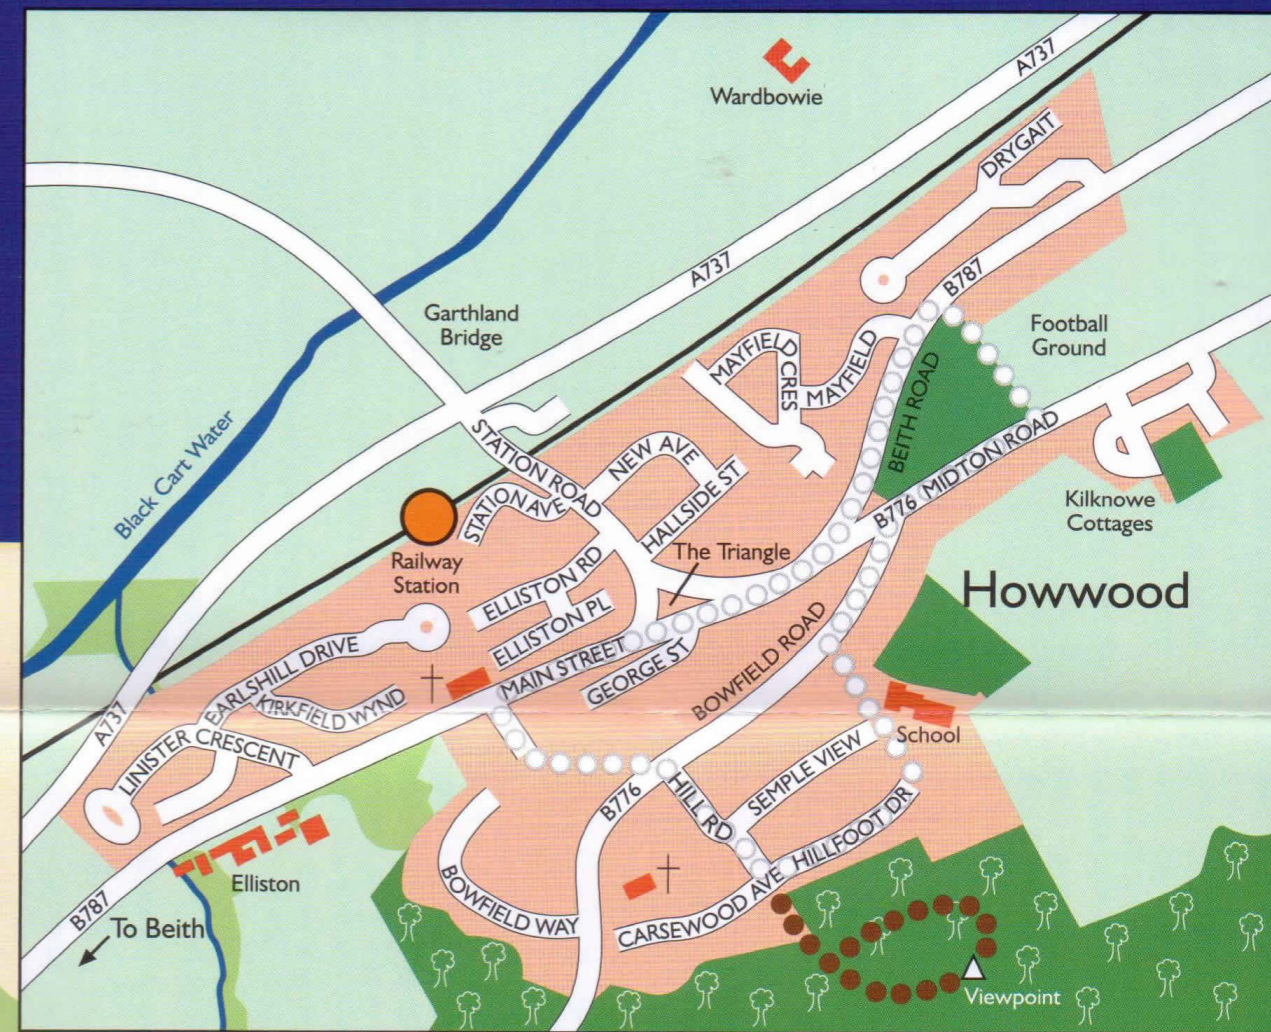 Wardbowie
A737
DRYGAIT
A737
B787
Garthland
Bridge
Football
Ground
MAYFIELD
CRES
MAYFIELD
BEITH ROAD
Black Cart Water
STATION ROAD
NEW AVE
B776 MIDTON ROAD
Kilknowe
Cottages
STATION AVE
HALLSIDE ST
Railway
Station
The Triangle
Howwood
ELLISTON RD
ELLISTON PL
MAIN STREET
GEORGE ST
BOWFIELD ROAD
EARLSHILL DRIVE
KIRKFIELD WYND
A737
LINISTER CRESCENT
School
SEMPLE VIEW
HILL RD
B776
HILLFOOT DR
Elliston
BOWFIELD WAY
CARSEWOOD AVE
B787
To Beith
Viewpoint